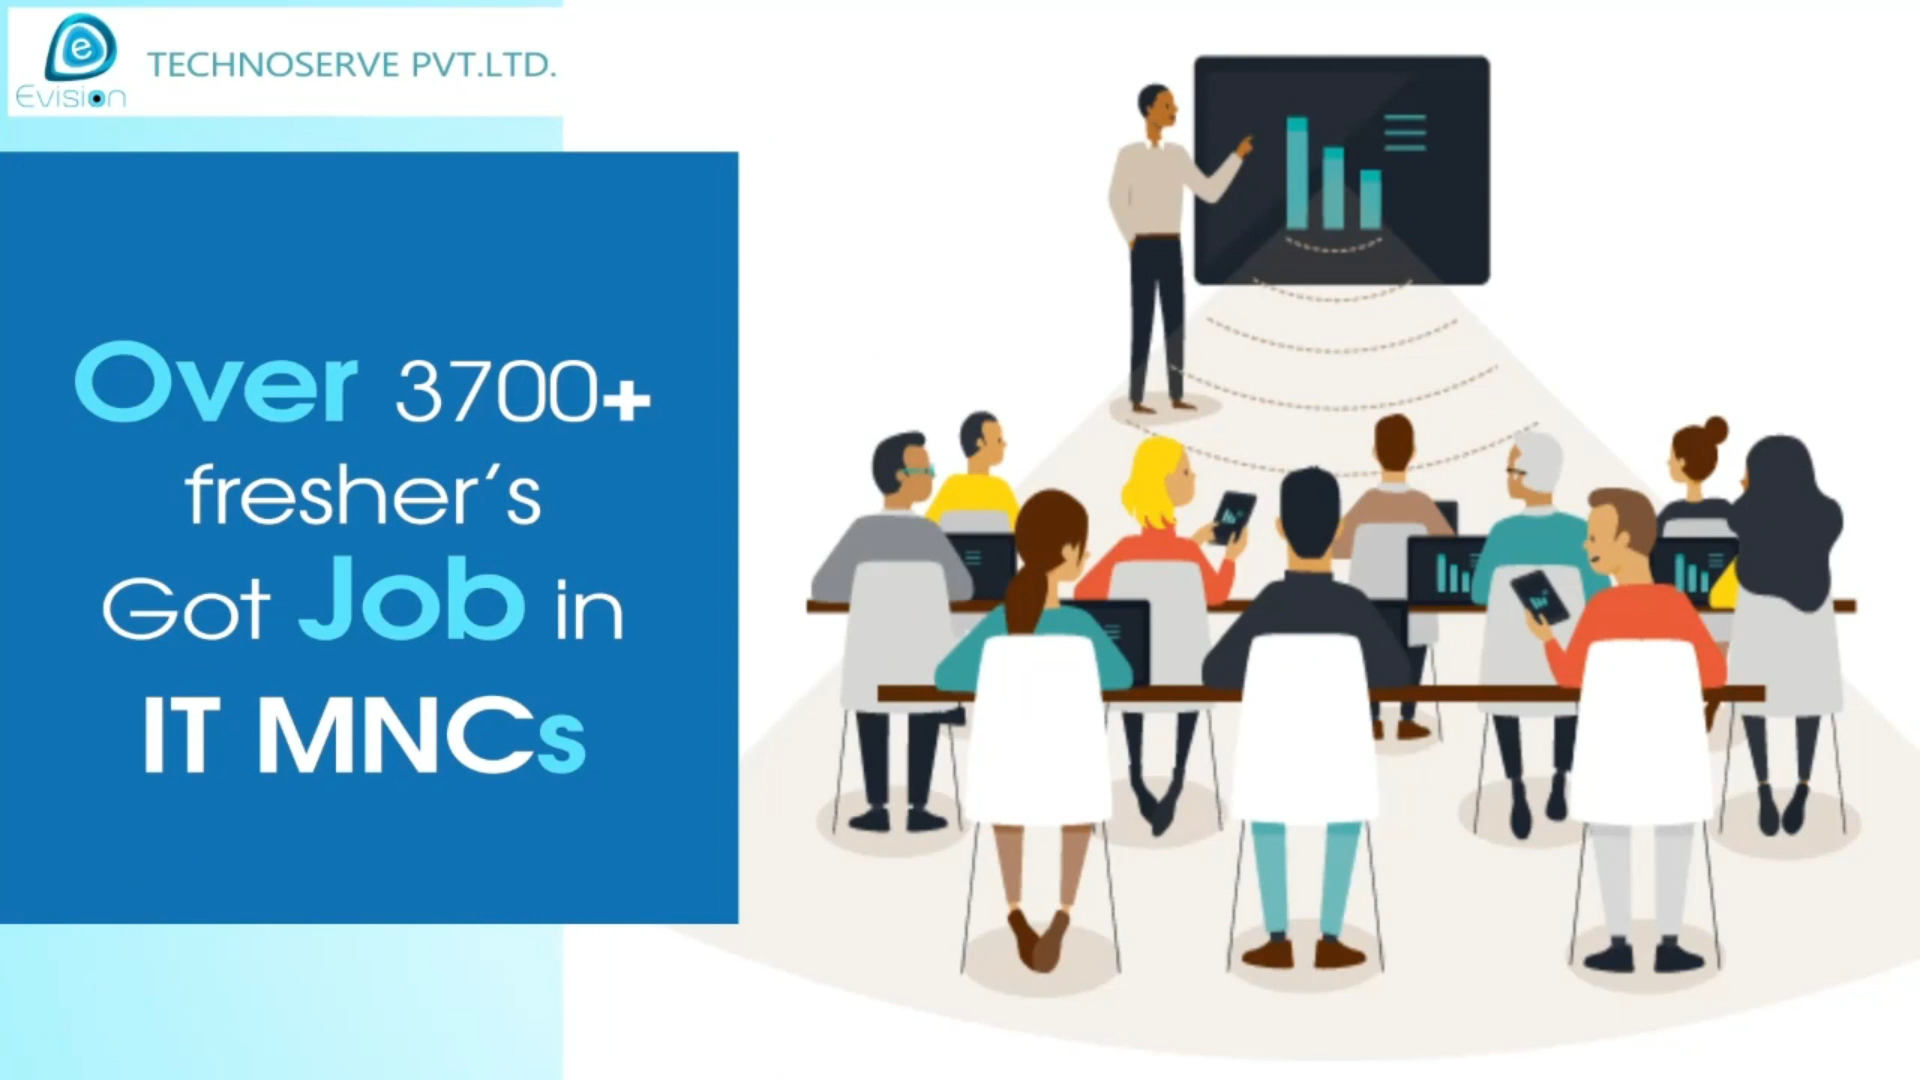 e
Evision
TECHNOSERVE PVT.LTD.
Over 3700+
fresher's
Got Job in
IT MNCs